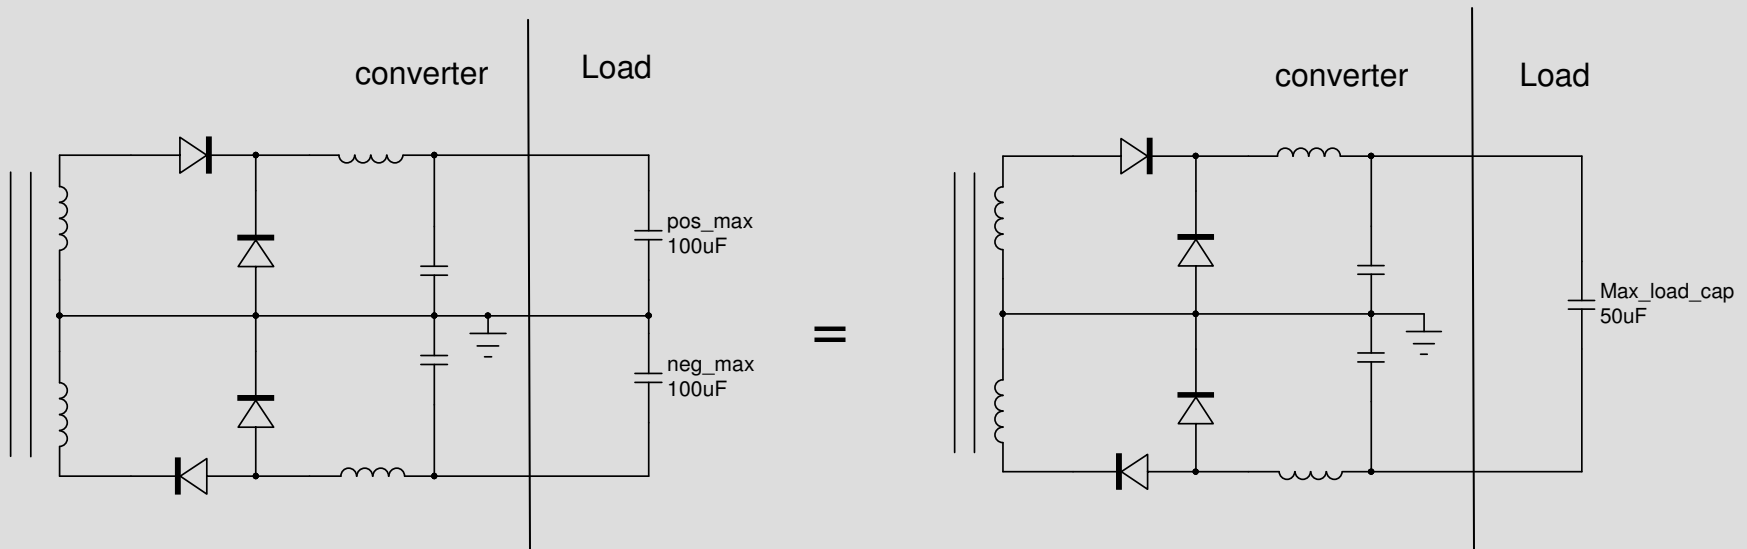 converter
Load
pos_max
100uF
neg_max
100uF
=
converter
Load
Max_load_cap
50uF